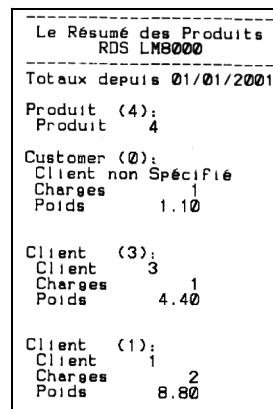 --------------------------
Le Résumé des Produits
RDS LM8000
--------------------------
Totaux depuis 01/01/2001
Produit (4):
Produit 4
Customer (0):
Client non Spécifié
Charges 1
Poids 1.10
Client (3):
Client 3
Charges 1
Poids 4.40
Client (1):
Client 1
Charges 2
Poids 8.80